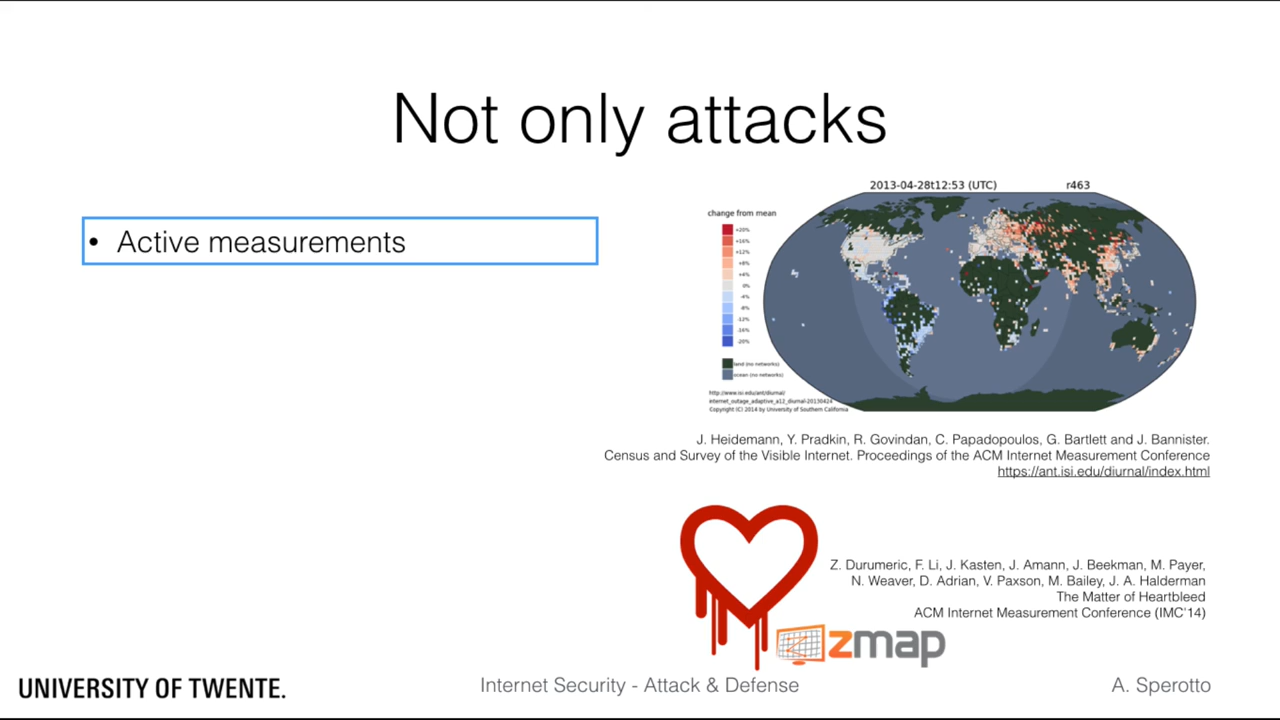 Not only attacks
• Active measurements
2013-04-28t12:53 (UTC) r463
change from mean
+20%
+16%
+12%
+8%
+4%
0%
-4%
-8%
-12%
-16%
-20%
land (no networks)
ocean (no networks)
http://www.isi.edu/ant/diurnal/
internet_outage_adaptive_a12_diurnal-20130424
Copyright (C) 2014 by University of Southern California
J. Heidemann, Y. Pradkin, R. Govindan, C. Papadopoulos, G. Bartlett and J. Bannister.
Census and Survey of the Visible Internet. Proceedings of the ACM Internet Measurement Conference
https://ant.isi.edu/diurnal/index.html
Z. Durumeric, F. Li, J. Kasten, J. Amann, J. Beekman, M. Payer,
N. Weaver, D. Adrian, V. Paxson, M. Bailey, J. A. Halderman
The Matter of Heartbleed
ACM Internet Measurement Conference (IMC'14)
zmap
UNIVERSITY OF TWENTE.
Internet Security - Attack & Defense
A. Sperotto